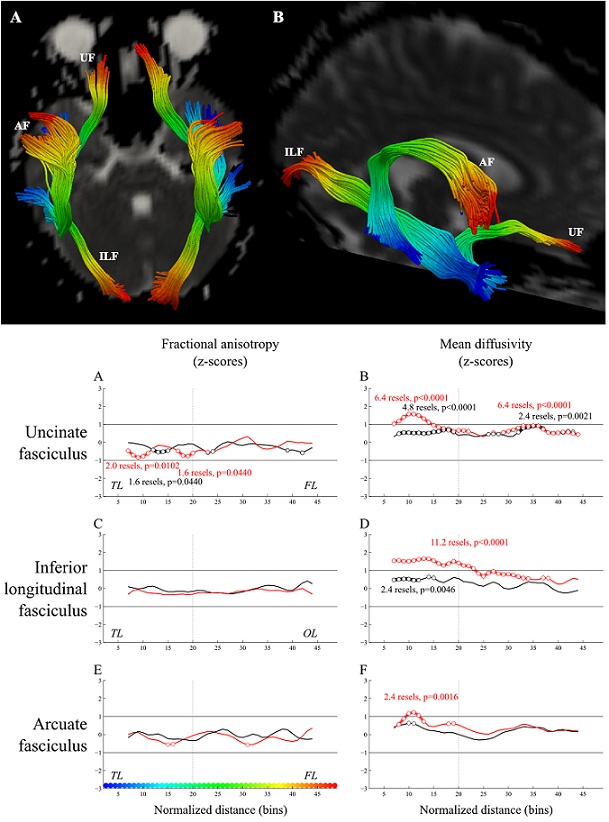 A
B
UF
AF
ILF
ILF
AF
UF
Fractional anisotropy
(z-scores)
Mean diffusivity
(z-scores)
A
B
Uncinate
fasciculus
3
2
1
0
-1
-2
-3
2.0 resels, p=0.0102
1.6 resels, p=0.0440
1.6 resels, p=0.0440
TL
FL
5 10 15 20 25 30 35 40 45
3
2
1
0
-1
-2
-3
6.4 resels, p<0.0001
4.8 resels, p<0.0001
6.4 resels, p<0.0001
2.4 resels, p=0.0021
5 10 15 20 25 30 35 40 45
C
D
Inferior
longitudinal
fasciculus
3
2
1
0
-1
-2
-3
TL
OL
5 10 15 20 25 30 35 40 45
3
2
1
0
-1
-2
-3
11.2 resels, p<0.0001
2.4 resels, p=0.0046
5 10 15 20 25 30 35 40 45
E
F
Arcuate
fasciculus
3
2
1
0
-1
-2
-3
TL
FL
5 10 15 20 25 30 35 40 45
Normalized distance (bins)
3
2
1
0
-1
-2
-3
2.4 resels, p=0.0016
5 10 15 20 25 30 35 40 45
Normalized distance (bins)